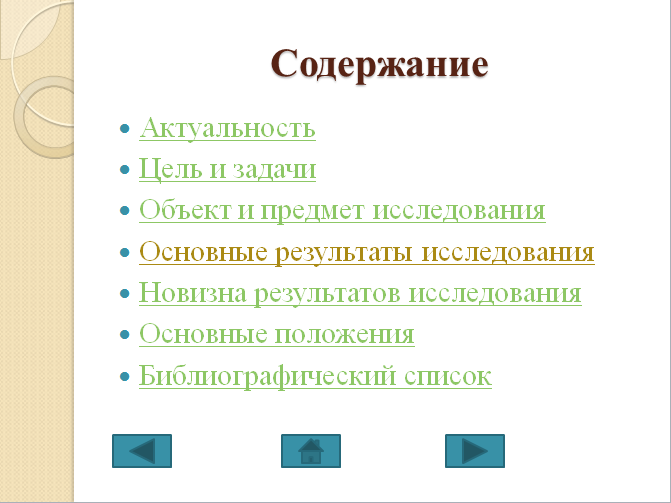 Содержание
Актуальность
Цель и задачи
Объект и предмет исследования
Основные результаты исследования
Новизна результатов исследования
Основные положения
Библиографический список